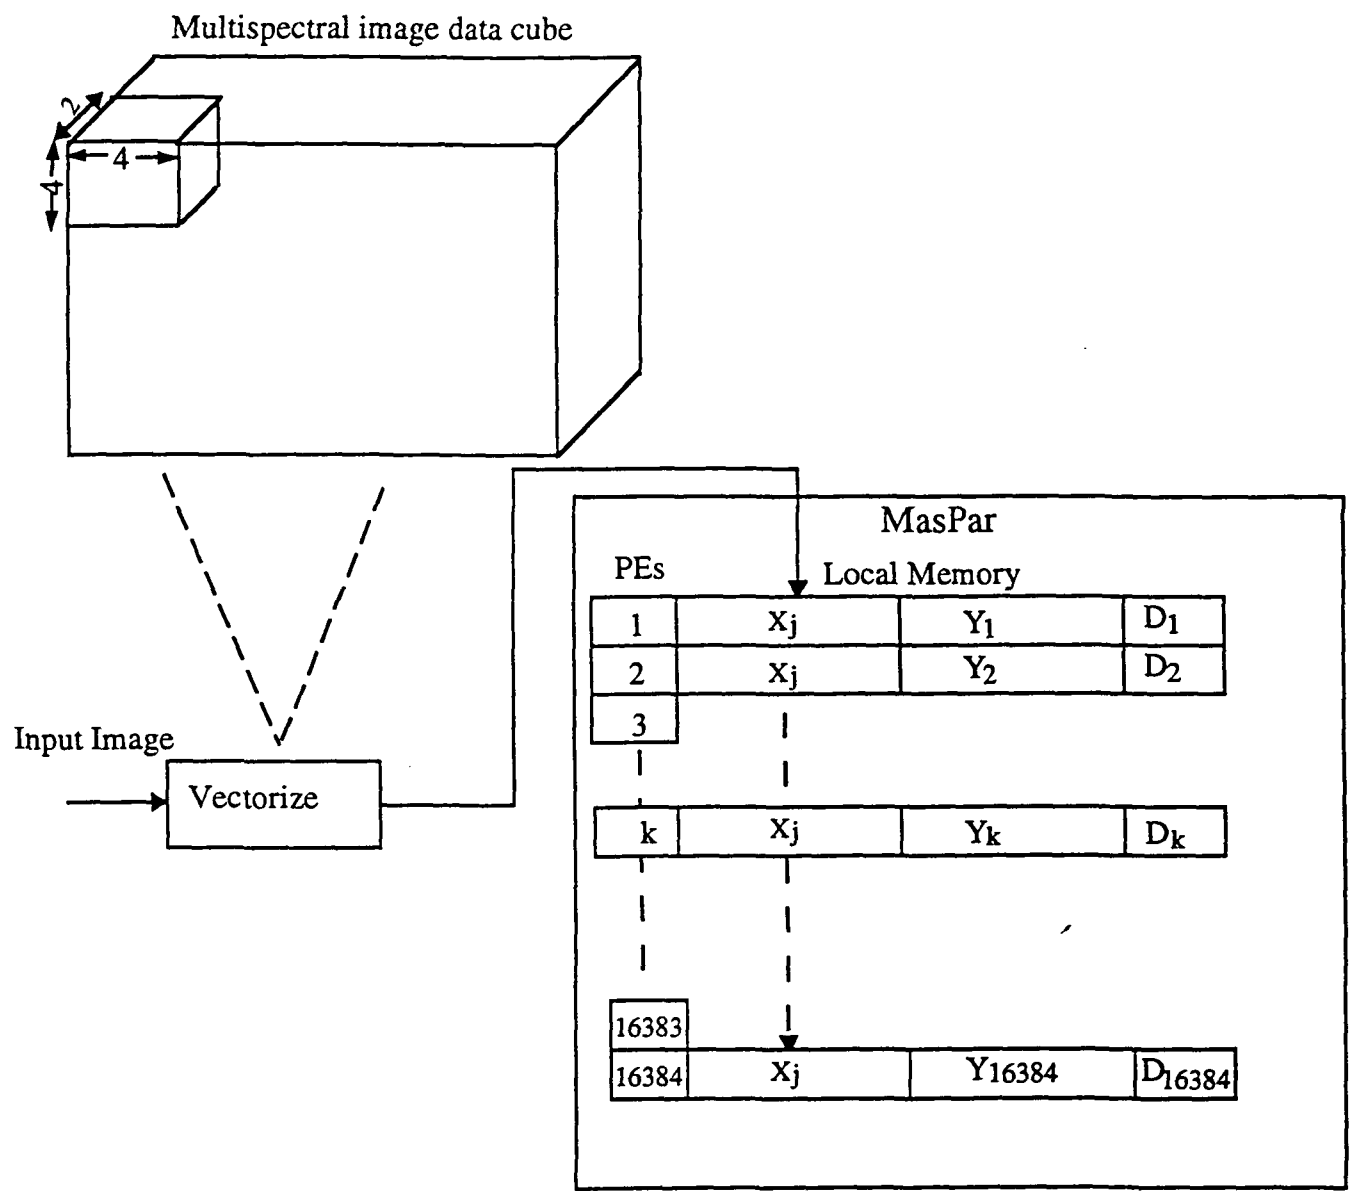 Multispectral image data cube
2
4
4
MasPar
PEs
Local Memory
1 Xj Y1 D1
2 Xj Y2 D2
3
Input Image
Vectorize
k Xj Yk Dk
16383
16384 Xj Y16384 D16384